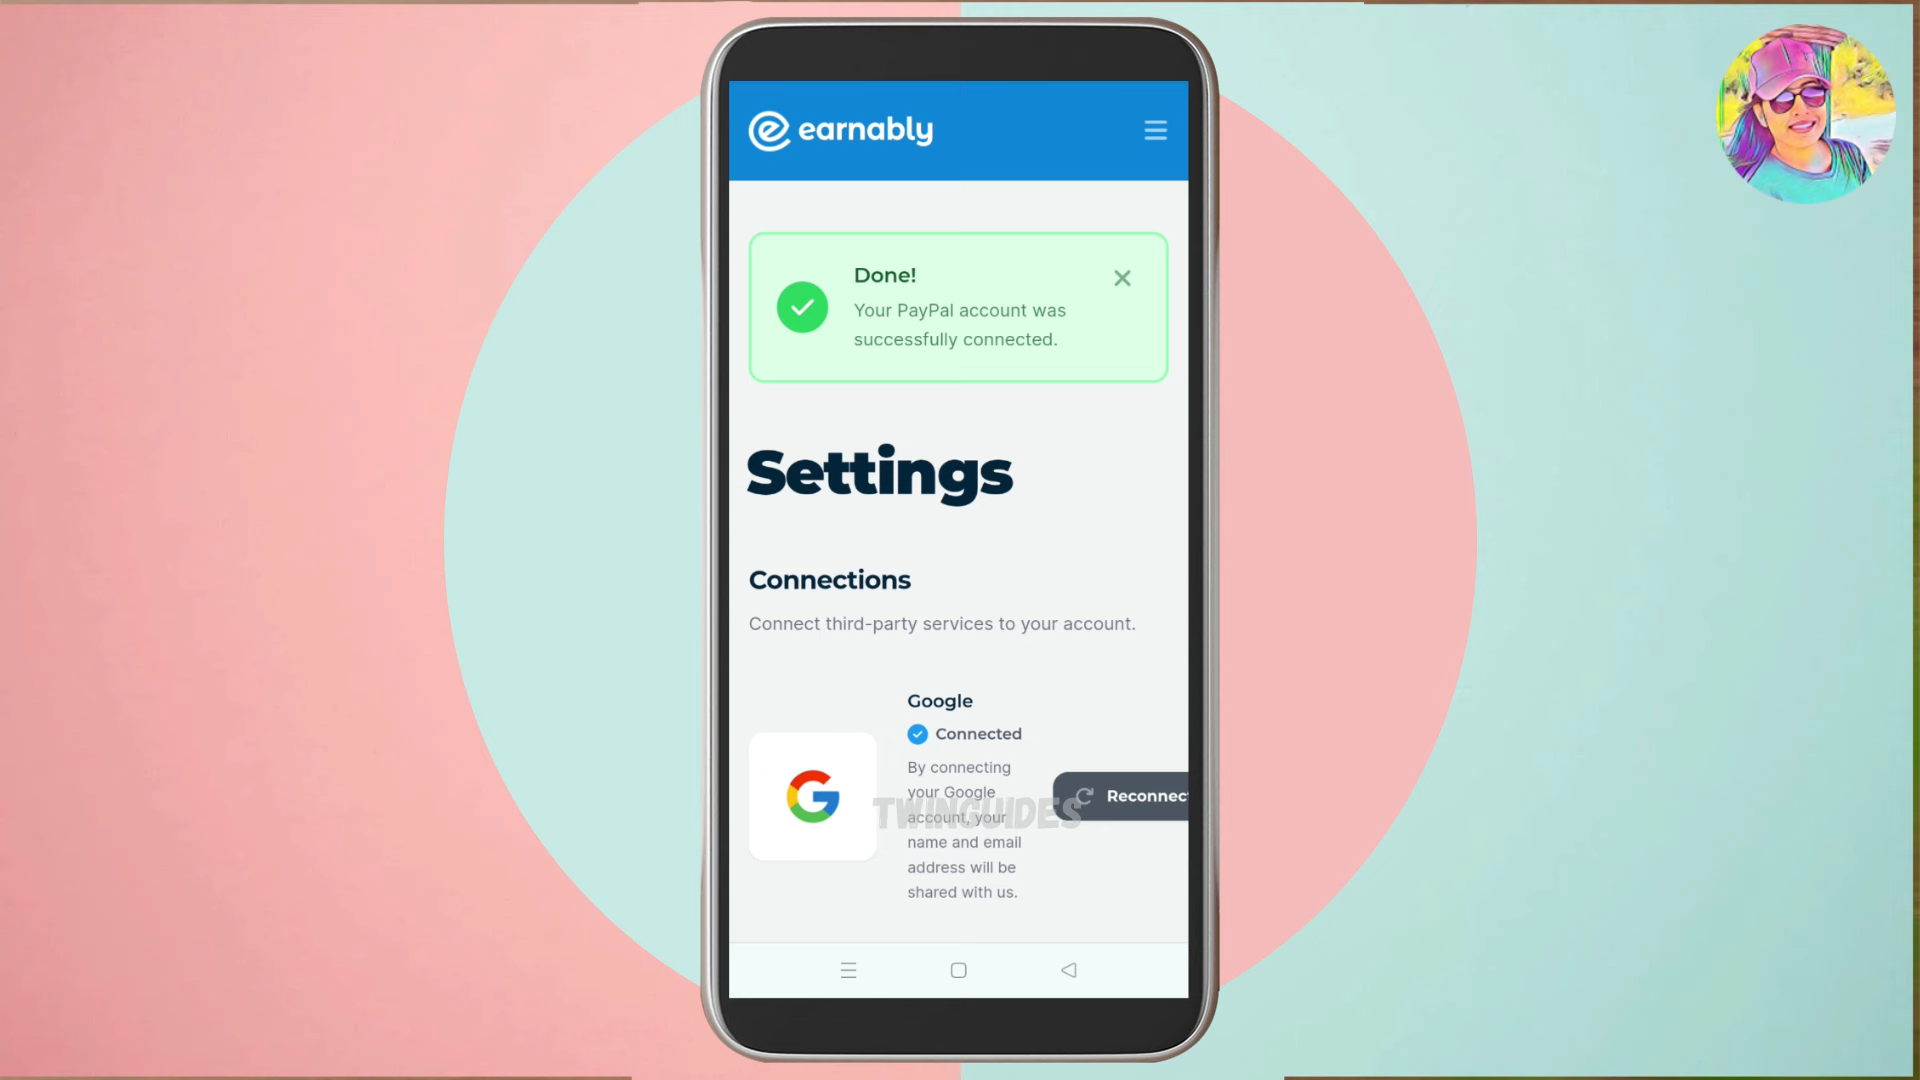 earnably
Done!
Your PayPal account was
successfully connected.
Settings
Connections
Connect third-party services to your account.
Google
Connected
By connecting
your Google
account, your
name and email
address will be
shared with us.
Reconnect
TWINGUIDES